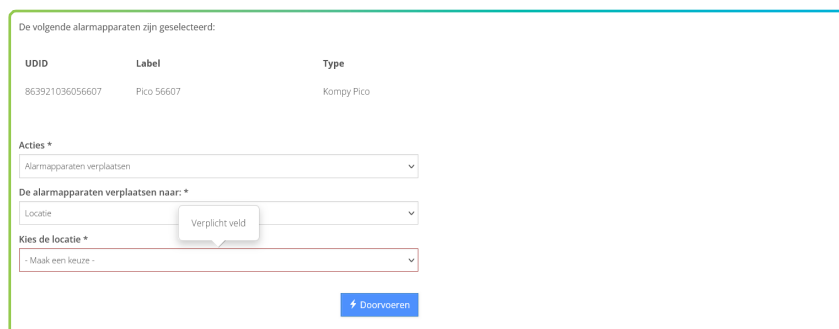 De volgende alarmapparaten zijn geselecteerd:
UDID Label Type
863921036056607 Pico 56607 Kompy Pico
Acties *
Alarmapparaten verplaatsen
De alarmapparaten verplaatsen naar: *
Locatie
Verplicht veld
Kies de locatie *
- Maak een keuze -
Doorvoeren